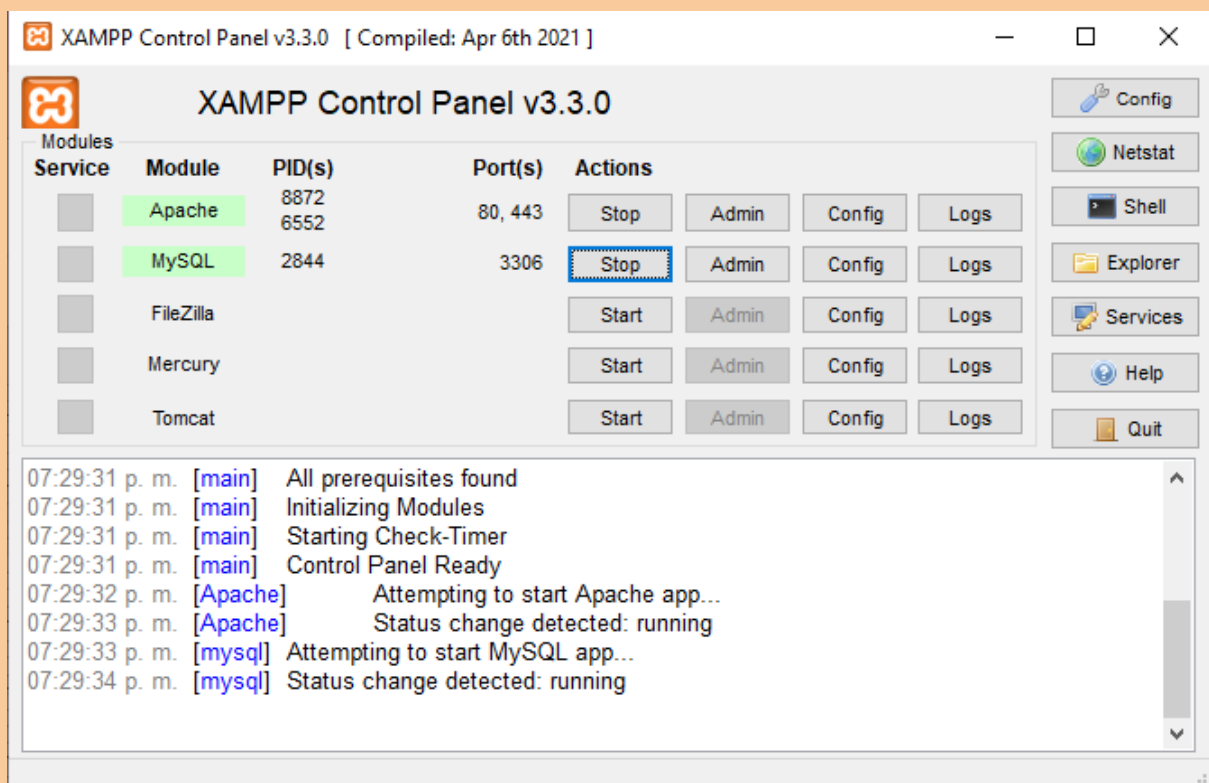 XAMPP Control Panel v3.3.0 [ Compiled: Apr 6th 2021 ]
XAMPP Control Panel v3.3.0
Config
Modules
Netstat
Service Module PID(s) Port(s) Actions
Apache 8872 6552 80, 443 Stop Admin Config Logs
Shell
MySQL 2844 3306 Stop Admin Config Logs
Explorer
FileZilla Start Admin Config Logs
Services
Mercury Start Admin Config Logs
Help
Tomcat Start Admin Config Logs
Quit
07:29:31 p. m. [main] All prerequisites found
07:29:31 p. m. [main] Initializing Modules
07:29:31 p. m. [main] Starting Check-Timer
07:29:31 p. m. [main] Control Panel Ready
07:29:32 p. m. [Apache] Attempting to start Apache app...
07:29:33 p. m. [Apache] Status change detected: running
07:29:33 p. m. [mysql] Attempting to start MySQL app...
07:29:34 p. m. [mysql] Status change detected: running